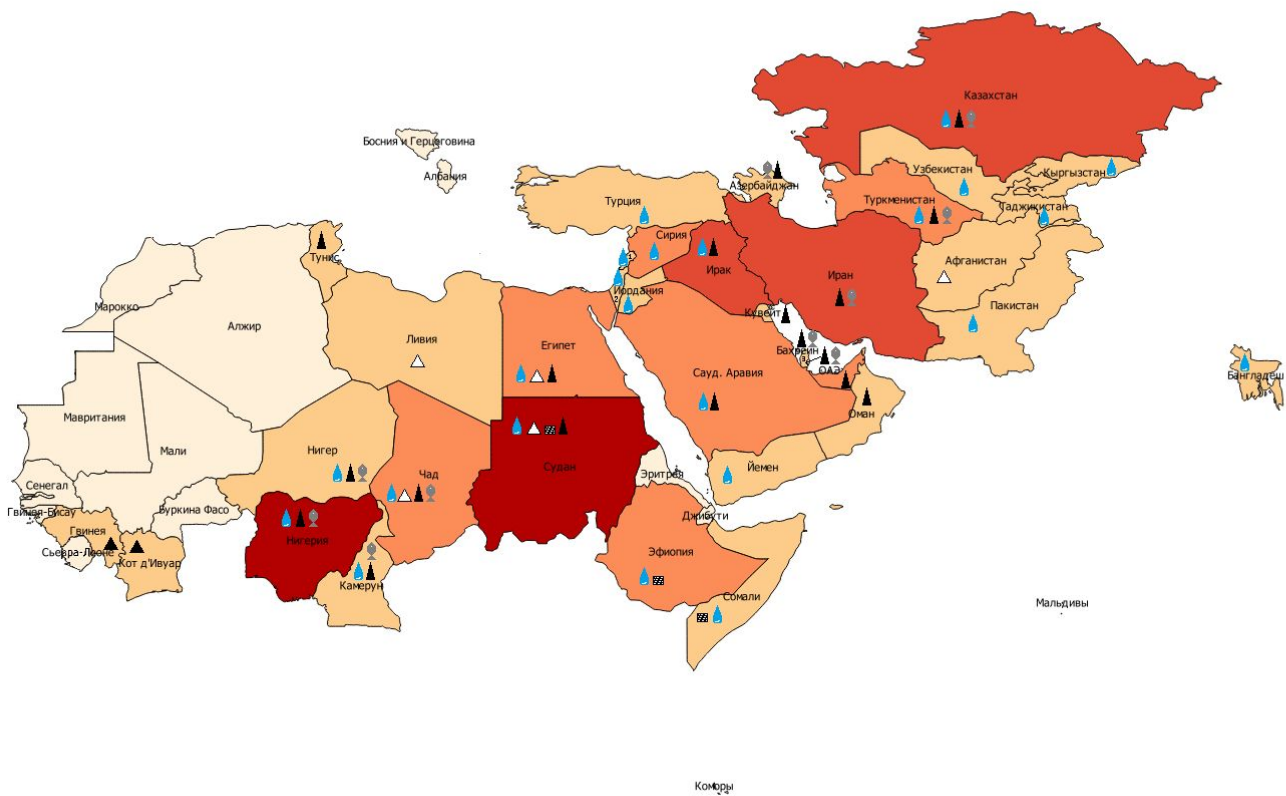 Казахстан
Босния и Герцеговина
Албания
Узбекистан
Кыргызстан
Азербайджан
Турция
Туркменистан
Таджикистан
Сирия
Афганистан
Ирак
Иран
Тунис
Иордания
Пакистан
Марокко
Кувейт
Алжир
Ливия
Египет
Бахрейн
ОАЭ
Сауд. Аравия
Бангладеш
Мавритания
Оман
Мали
Нигер
Чад
Судан
Эритрея
Йемен
Сенегал
Гвинея-Бисау
Буркина Фасо
Джибути
Гвинея
Нигерия
Сьерра-Леоне
Кот д'Ивуар
Эфиопия
Камерун
Сомали
Мальдивы
Коморы